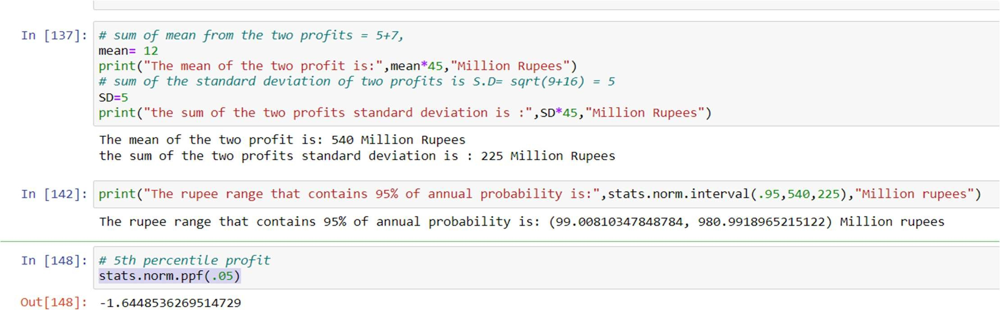 In [137]: # sum of mean from the two profits = 5+7,
mean= 12
print("The mean of the two profit is:",mean*45,"Million Rupees")
# sum of the standard deviation of two profits is S.D= sqrt(9+16) = 5
SD=5
print("the sum of the two profits standard deviation is :",SD*45,"Million Rupees")
The mean of the two profit is: 540 Million Rupees
the sum of the two profits standard deviation is : 225 Million Rupees
In [142]: print("The rupee range that contains 95% of annual probability is:",stats.norm.interval(.95,540,225),"Million rupees")
The rupee range that contains 95% of annual probability is: (99.00810347848784, 980.9918965215122) Million rupees
In [148]: # 5th percentile profit
stats.norm.ppf(.05)
Out[148]: -1.6448536269514729